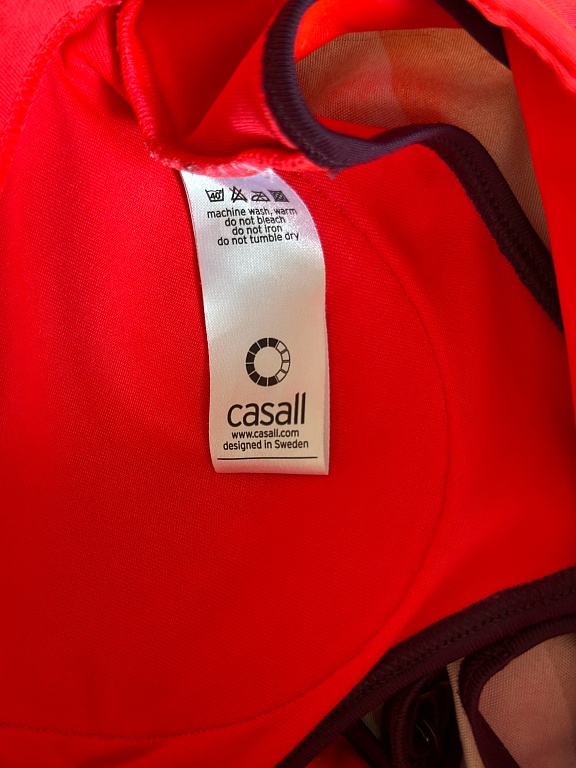 40°
machine wash, warm
do not bleach
do not iron
do not tumble dry
casall
www.casall.com
designed in Sweden